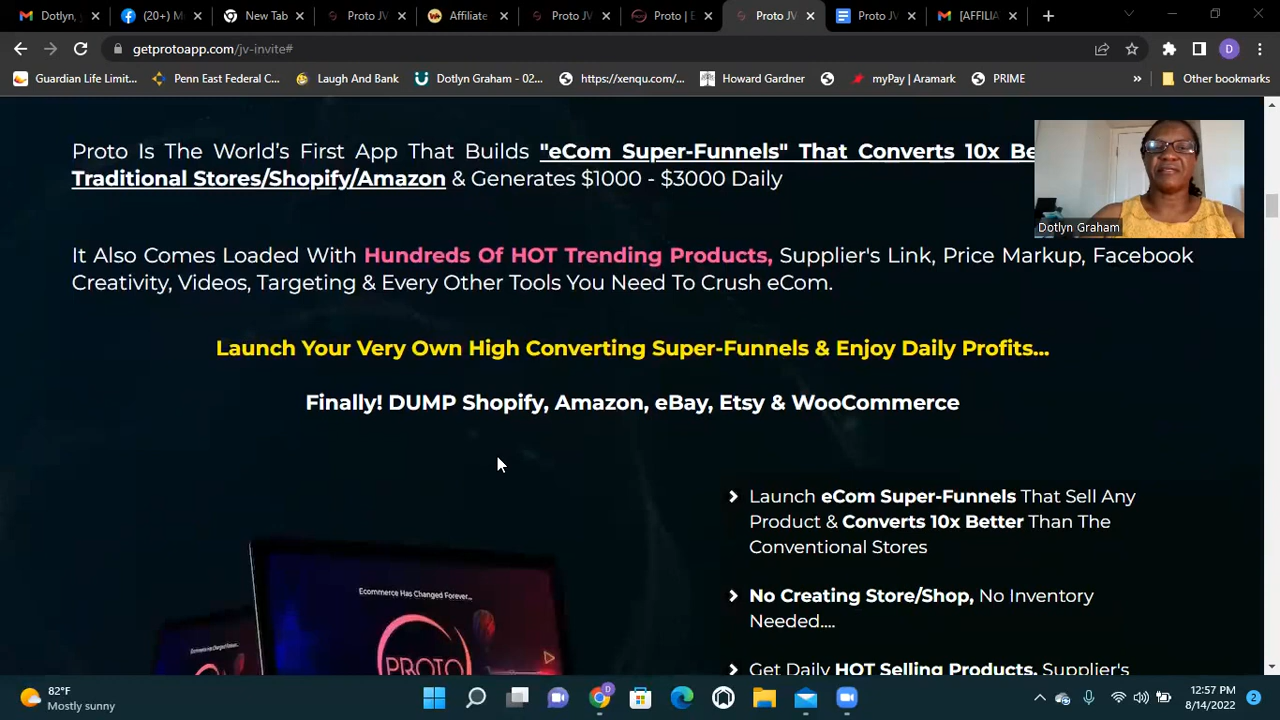 Dotlyn,
(20+) M
New Tab
Proto JV
Affiliate
Proto JV
Proto | E
Proto JV
Proto JV
[AFFILIA
getprotoapp.com/jv-invite#
D
Guardian Life Limit...
Penn East Federal C...
Laugh And Bank
Dotlyn Graham - 02...
https://xenqu.com/...
Howard Gardner
myPay | Aramark
PRIME
»
Other bookmarks
Proto Is The World's First App That Builds "eCom Super-Funnels" That Converts 10x Be
Traditional Stores/Shopify/Amazon & Generates $1000 - $3000 Daily
Dotlyn Graham
It Also Comes Loaded With Hundreds Of HOT Trending Products, Supplier's Link, Price Markup, Facebook
Creativity, Videos, Targeting & Every Other Tools You Need To Crush eCom.
Launch Your Very Own High Converting Super-Funnels & Enjoy Daily Profits...
Finally! DUMP Shopify, Amazon, eBay, Etsy & WooCommerce
Launch eCom Super-Funnels That Sell Any
Product & Converts 10x Better Than The
Conventional Stores
No Creating Store/Shop, No Inventory
Needed....
Get Daily HOT Selling Products, Supplier's
Ecommerce Has Changed Forever...
PROTO
82°F
Mostly sunny
12:57 PM
8/14/2022
2